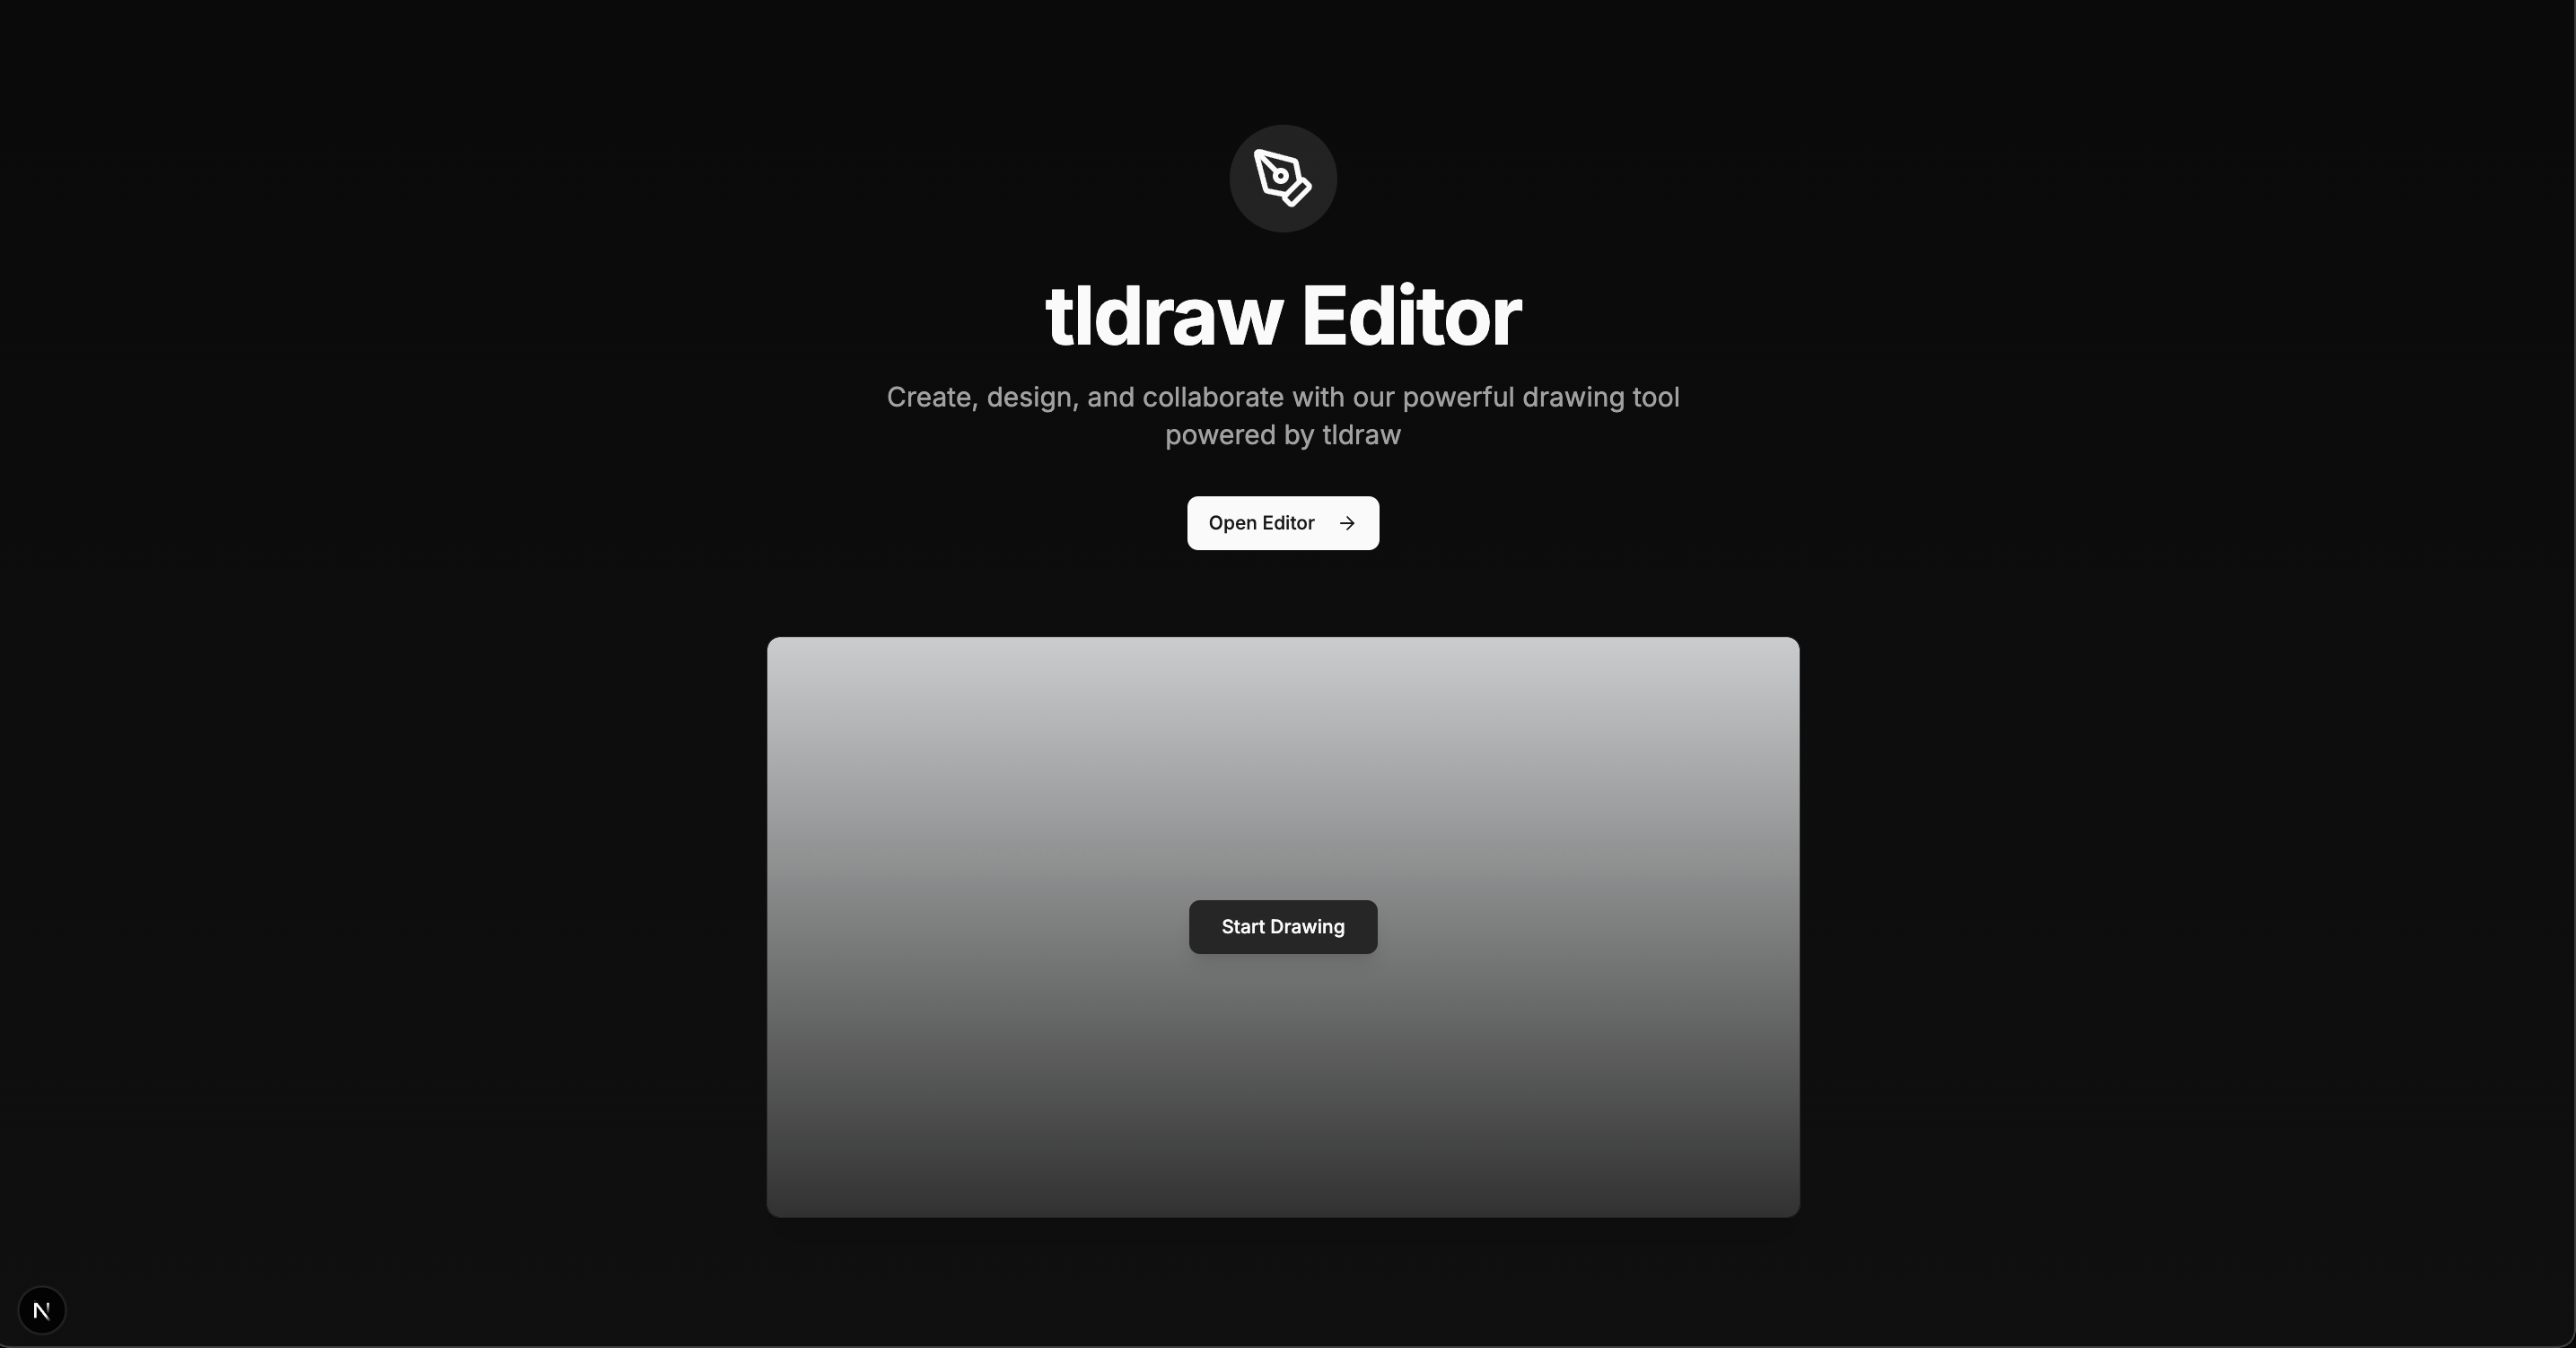 tldraw Editor
Create, design, and collaborate with our powerful drawing tool
powered by tldraw
Open Editor
Start Drawing
N